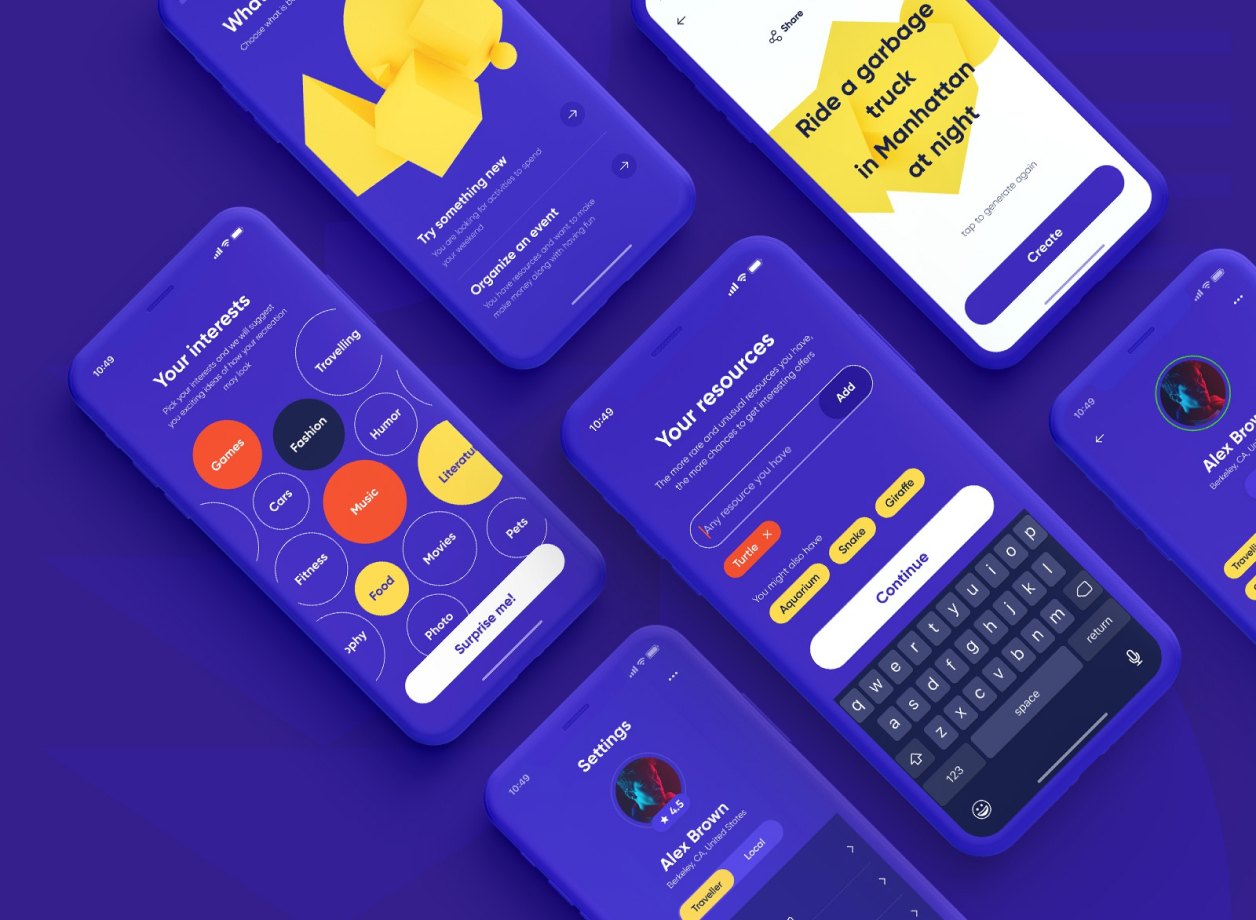 Choose what is
Try something new
You are looking for activities to spend
your weekend
Organize an event
You have resources and want to make
make money along with having fun
Share
Ride a garbage
truck
in Manhattan
at night
tap to generate again
Create
10:49
Your interests
Pick your interests and we will suggest
you exciting ideas of how your recreation
may look
Travelling
Games
Fashion
Humor
Cars
Music
Literatu
Fitness
Food
Movies
Pets
ophy
Photo
Surprise me!
10:49
Your resources
The more rare and unusual resources you have,
the more chances to get interesting offers
Any resource you have
Add
Turtle ×
You might also have
Aquarium
Snake
Giraffe
Continue
q w e r t y u i o p
a s d f g h j k l
z x c v b n m
123 space return
10:49
Settings
★ 4.5
Alex Brown
Berkeley, CA, United States
Traveller
Local
10:49
Alex Brow
Berkeley, CA, U
Travelli